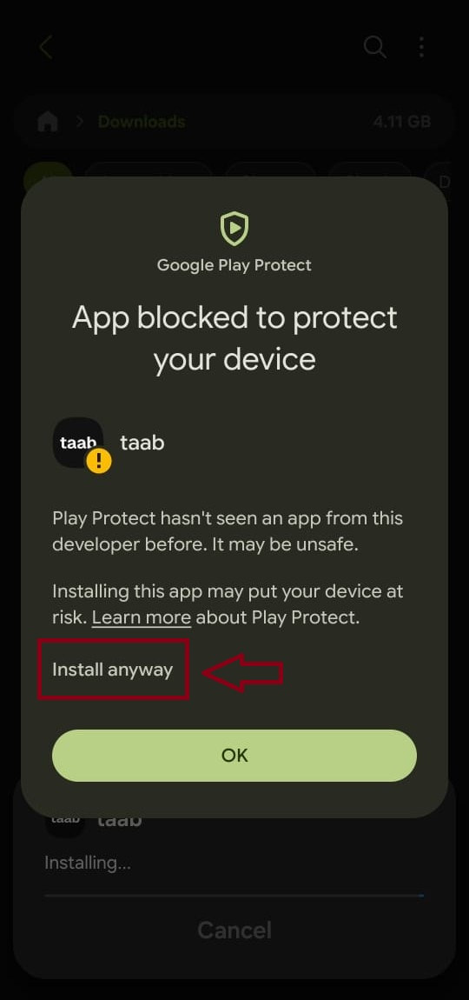 Downloads
4.11 GB
D
Google Play Protect
App blocked to protect
your device
taab
taab
Play Protect hasn't seen an app from this
developer before. It may be unsafe.
Installing this app may put your device at
risk. Learn more about Play Protect.
Install anyway
OK
taab
taab
Installing...
Cancel